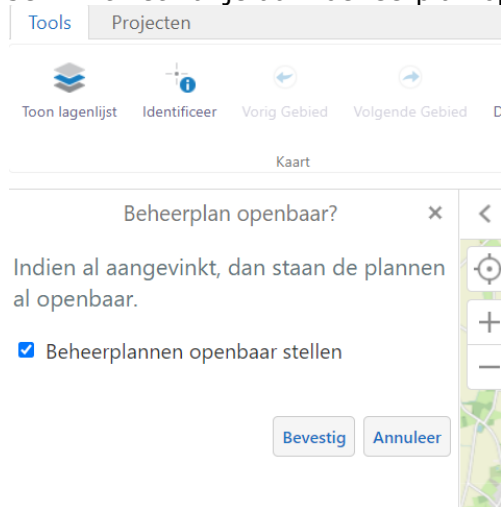 Tools Projecten
Toon lagenlijst Identificeer Vorig Gebied Volgende Gebied
Kaart
Beheerplan openbaar?
Indien al aangevinkt, dan staan de plannen
al openbaar.
Beheerplannen openbaar stellen
Bevestig Annuleer